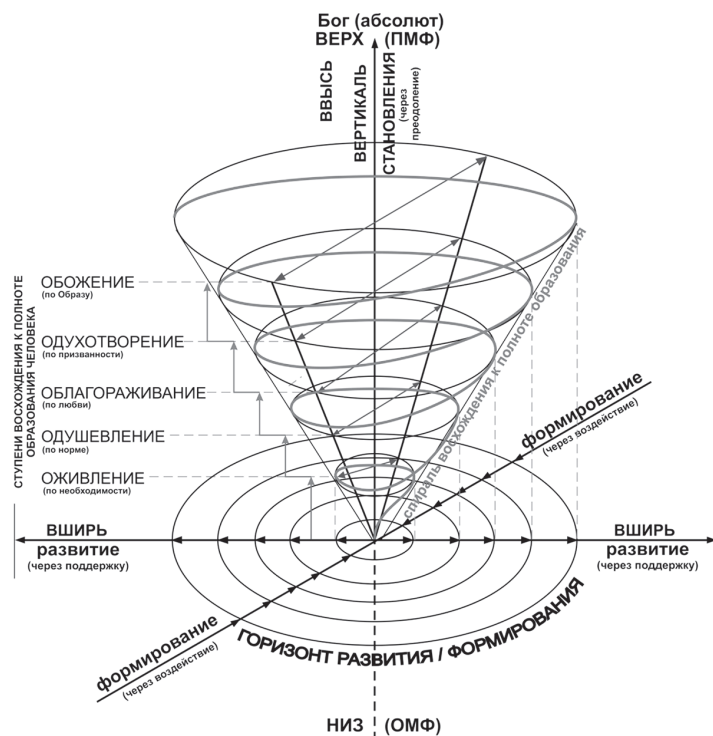 Бог (абсолют)
ВЕРХ (ПМФ)
ВВЫСЬ
ВЕРТИКАЛЬ
СТАНОВЛЕНИЯ
(через
преодоление)
СТУПЕНИ ВОСХОЖДЕНИЯ К ПОЛНОТЕ
ОБРАЗОВАНИЯ ЧЕЛОВЕКА
ОБОЖЕНИЕ
(по Образу)
ОДУХОТВОРЕНИЕ
(по призванности)
ОБЛАГОРАЖИВАНИЕ
(по любви)
ОДУШЕВЛЕНИЕ
(по норме)
ОЖИВЛЕНИЕ
(по необходимости)
спираль восхождения к полноте образования
формирование
(через воздействие)
ВШИРЬ
развитие
(через поддержку)
ВШИРЬ
развитие
(через поддержку)
формирование
(через воздействие)
ГОРИЗОНТ РАЗВИТИЯ / ФОРМИРОВАНИЯ
НИЗ (ОМФ)